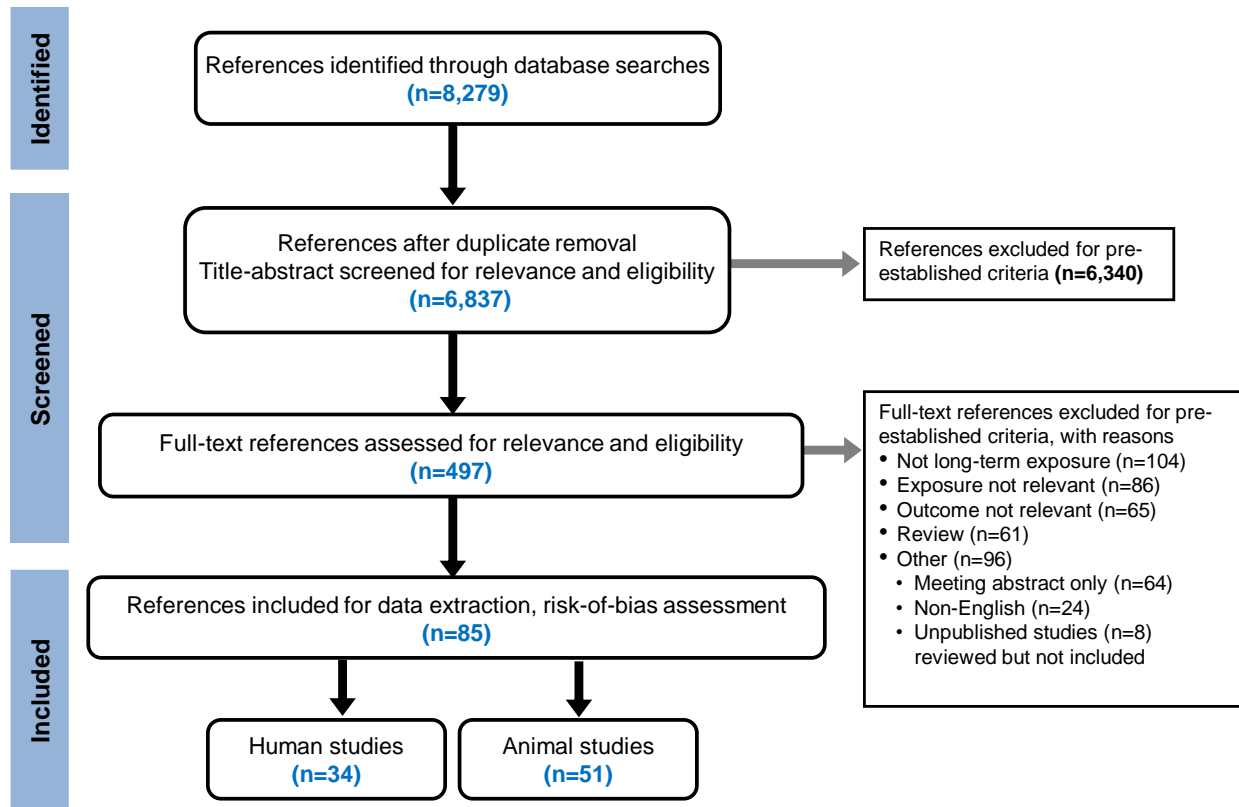 Identified
References identified through database searches
(n=8,279)
Screened
References after duplicate removal
Title-abstract screened for relevance and eligibility
(n=6,837)
References excluded for pre-
established criteria (n=6,340)
Full-text references assessed for relevance and eligibility
(n=497)
Full-text references excluded for pre-
established criteria, with reasons
• Not long-term exposure (n=104)
• Exposure not relevant (n=86)
• Outcome not relevant (n=65)
• Review (n=61)
• Other (n=96)
• Meeting abstract only (n=64)
• Non-English (n=24)
• Unpublished studies (n=8)
reviewed but not included
Included
References included for data extraction, risk-of-bias assessment
(n=85)
Human studies
(n=34)
Animal studies
(n=51)